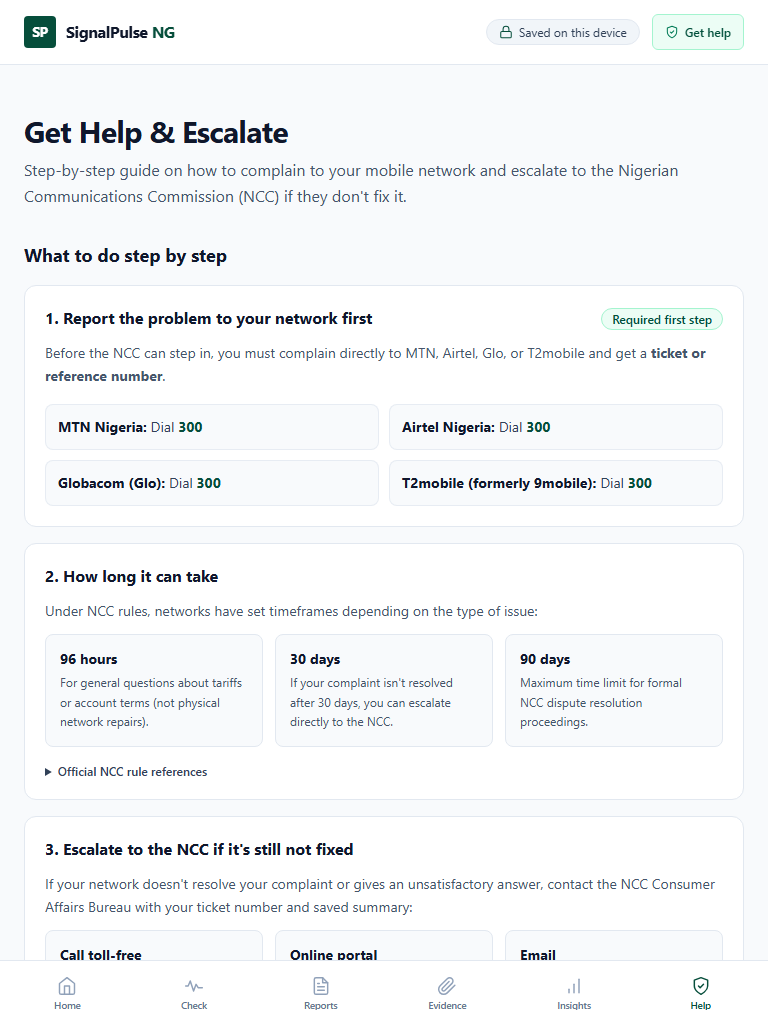 SP SignalPulse NG
Saved on this device
Get help
Get Help & Escalate
Step-by-step guide on how to complain to your mobile network and escalate to the Nigerian
Communications Commission (NCC) if they don't fix it.
What to do step by step
1. Report the problem to your network first
Required first step
Before the NCC can step in, you must complain directly to MTN, Airtel, Glo, or T2mobile and get a ticket or
reference number.
MTN Nigeria: Dial 300
Airtel Nigeria: Dial 300
Globacom (Glo): Dial 300
T2mobile (formerly 9mobile): Dial 300
2. How long it can take
Under NCC rules, networks have set timeframes depending on the type of issue:
96 hours
For general questions about tariffs
or account terms (not physical
network repairs).
30 days
If your complaint isn't resolved
after 30 days, you can escalate
directly to the NCC.
90 days
Maximum time limit for formal
NCC dispute resolution
proceedings.
Official NCC rule references
3. Escalate to the NCC if it's still not fixed
If your network doesn't resolve your complaint or gives an unsatisfactory answer, contact the NCC Consumer
Affairs Bureau with your ticket number and saved summary:
Call toll-free
Online portal
Email
Home
Check
Reports
Evidence
Insights
Help